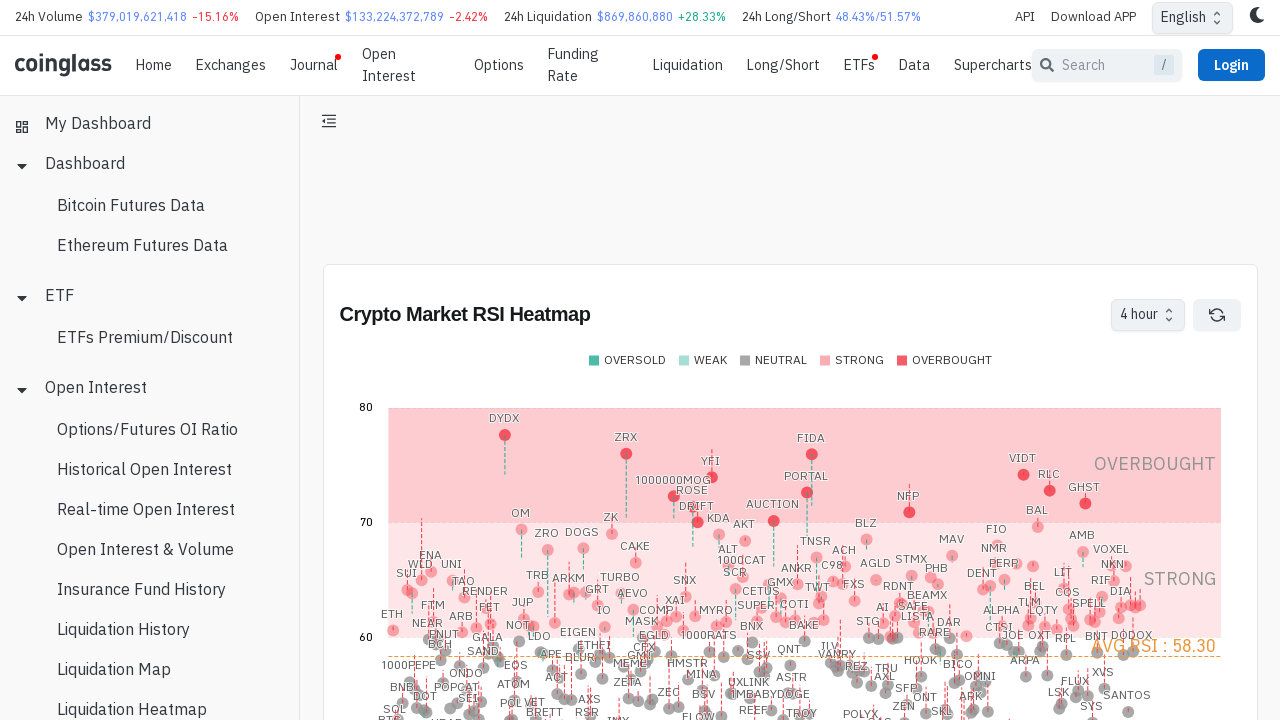 24h Volume $379,019,621,418 -15.16% Open Interest $133,224,372,789 -2.42% 24h Liquidation $869,860,880 +28.33% 24h Long/Short 48.43%/51.57% API Download APP English
coinglass Home Exchanges Journal Open Interest Options Funding Rate Liquidation Long/Short ETFs Data Supercharts Search / Login
My Dashboard
Dashboard
Bitcoin Futures Data
Ethereum Futures Data
ETF
ETFs Premium/Discount
Open Interest
Options/Futures OI Ratio
Historical Open Interest
Real-time Open Interest
Open Interest & Volume
Insurance Fund History
Liquidation History
Liquidation Map
Liquidation Heatmap
Crypto Market RSI Heatmap
4 hour
OVERSOLD WEAK NEUTRAL STRONG OVERBOUGHT
80
DYDX
ZRX FIDA
YFI VIDT OVERBOUGHT
1000000MOG PORTAL RLC
ROSE NFP GHST
DRIFT AUCTION BAL
70
OM ZK KDA AKT BLZ
ZRO DOGS TNSR MAV FIO AMB
CAKE ALT ACH NMR VOXEL
ENA WLD UNI 1000CAT ANKR C98 AGLD STMX PERP NKN
SUI TAO TRB ARKM TURBO SNX SCR GMX TWT FXS RDNT PHB DENT LIT RIF STRONG
RENDER GRT AEVO XAI CETUS BEAMX BEL COS DIA
ETH FTM FET JUP IO COMP MYRO SUPER COTI AI SAFE ALPHA TLM LOTY SPELL
NEAR ARB NOT MASK BNX BAKE STG LISTA DAR CTSI
60
PNUT GALA LDO EIGEN EGLD 1000RATS RARE JOE OXT RPL BNT DODOX
BCH SAND APE ETHFI CFX QNT VANRY AVG RSI : 58.30
1000PEPE EOS BLUR GMT MEME HMSTR REZ HOOK BICO ARPA
ONDO ACT ZETA MINA ASTR TRU AXL OMNI XVS
BNB POPCAT ATOM UXLINK SFP FLUX
DOT SEI AXS ZEC BSV 1MBABYDOGE ONT APR LSK SANTOS
SOL POL VET BRETT RSR REEF TROY POLYX ZEN SKL SYS
FLOW